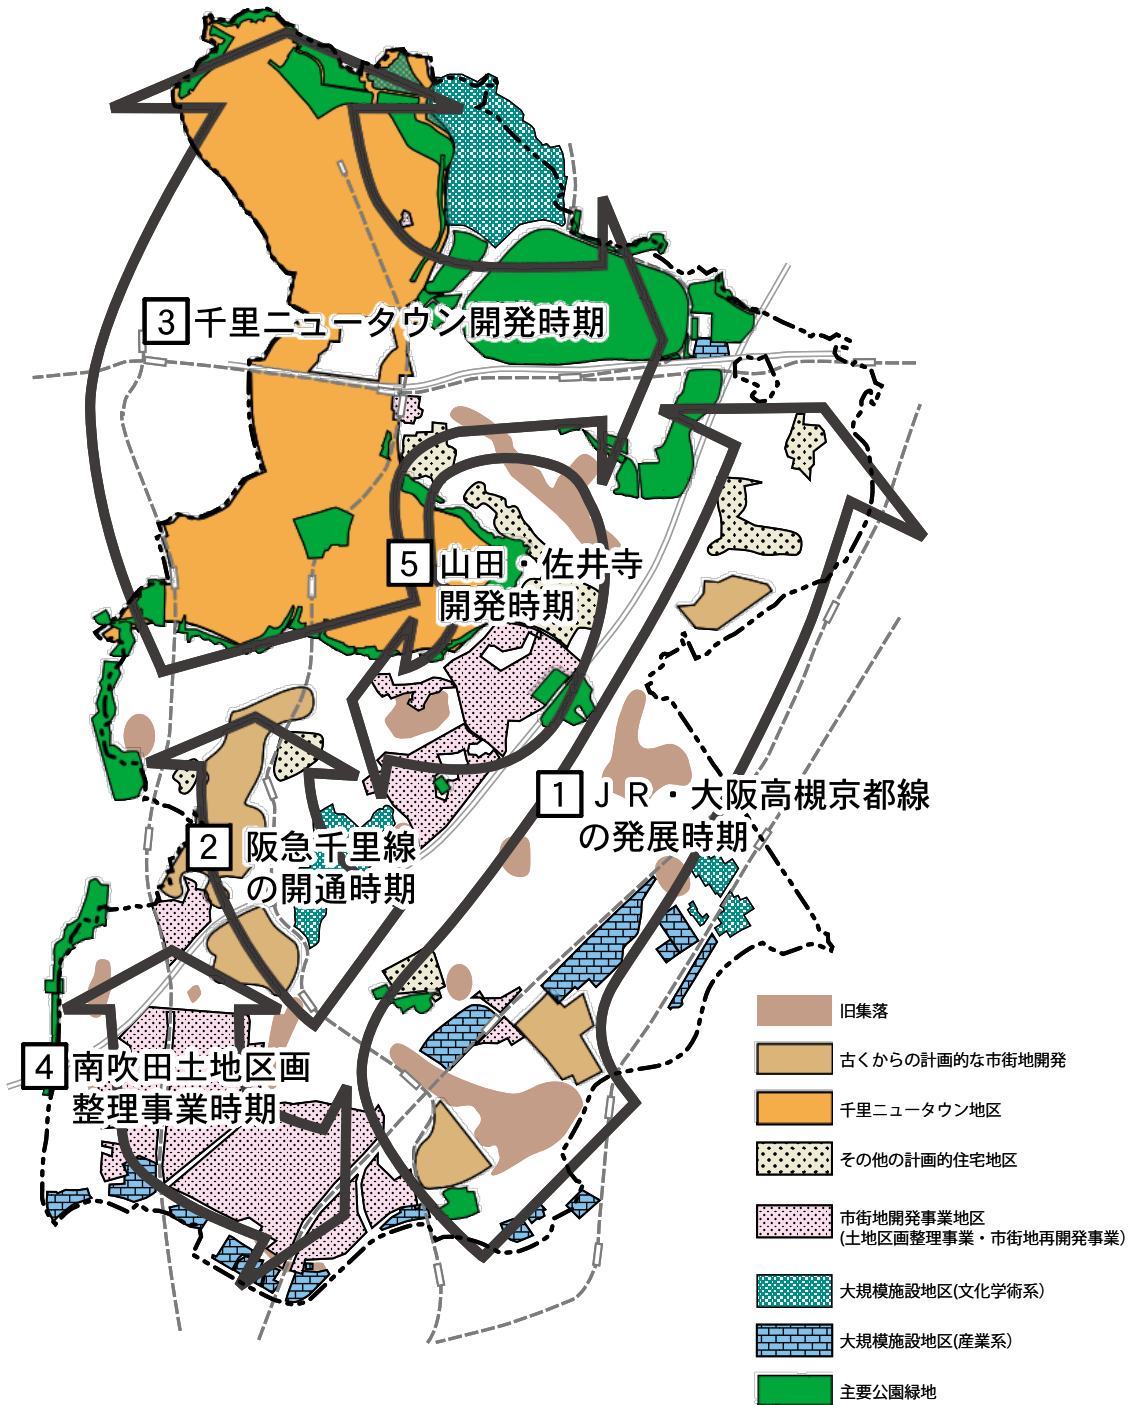 3 千里ニュータウン開発時期
5 山田・佐井寺
開発時期
1 ＪＲ・大阪高槻京都線
の発展時期
2 阪急千里線
の開通時期
4 南吹田土地区画
整理事業時期
旧集落
古くからの計画的な市街地開発
千里ニュータウン地区
その他の計画的住宅地区
市街地開発事業地区
(土地区画整理事業・市街地再開発事業)
大規模施設地区(文化学術系)
大規模施設地区(産業系)
主要公園緑地